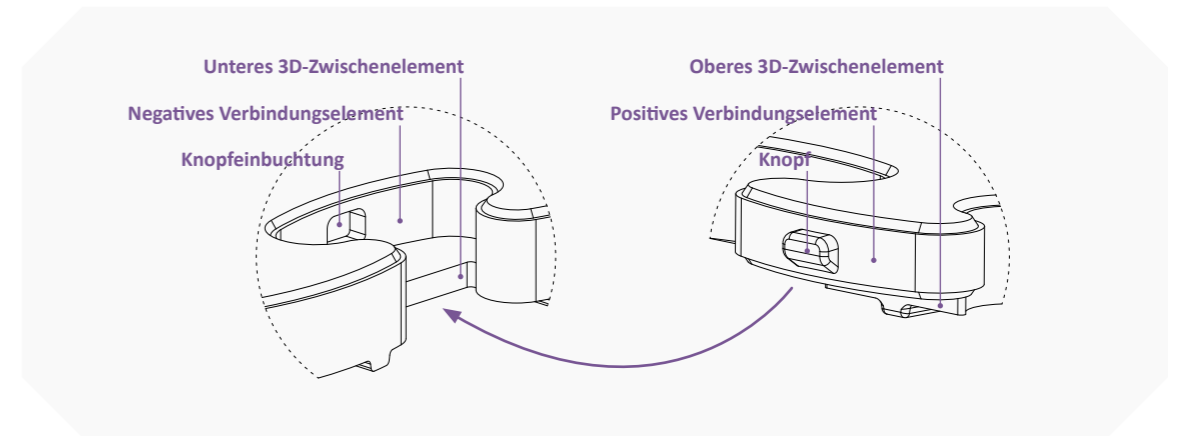 Unteres 3D-Zwischenelement
Negatives Verbindungselement
Knopfeinbuchtung
Oberes 3D-Zwischenelement
Positives Verbindungselement
Knopf